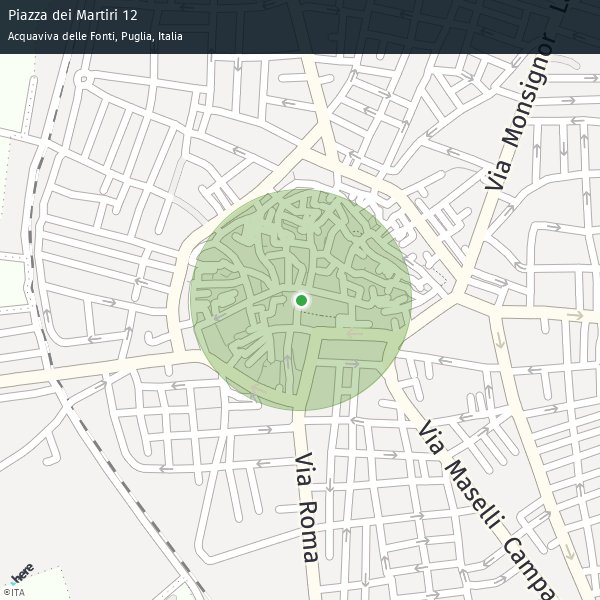 Piazza dei Martiri 12
Acquaviva delle Fonti, Puglia, Italia
Via Monsignor
Via Roma
Via Maselli Campa
here
©ITA